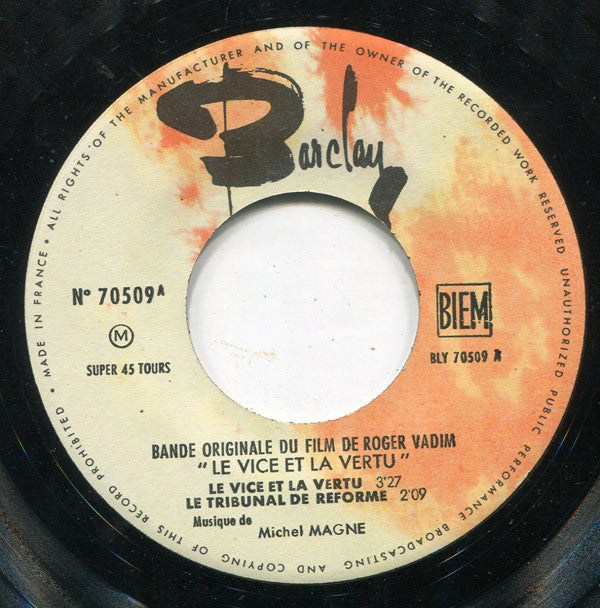 MADE IN FRANCE • ALL RIGHTS OF THE MANUFACTURER AND OF THE OWNER OF THE RECORDED WORK RESERVED
UNAUTHORIZED PUBLIC PERFORMANCE BROADCASTING AND COPYING OF THIS RECORD PROHIBITED •
Barclay
N° 70509 A
M
SUPER 45 TOURS
BIEM
BLY 70509 A
BANDE ORIGINALE DU FILM DE ROGER VADIM
" LE VICE ET LA VERTU "
LE VICE ET LA VERTU 3'27
LE TRIBUNAL DE REFORME 2'09
Musique de Michel MAGNE